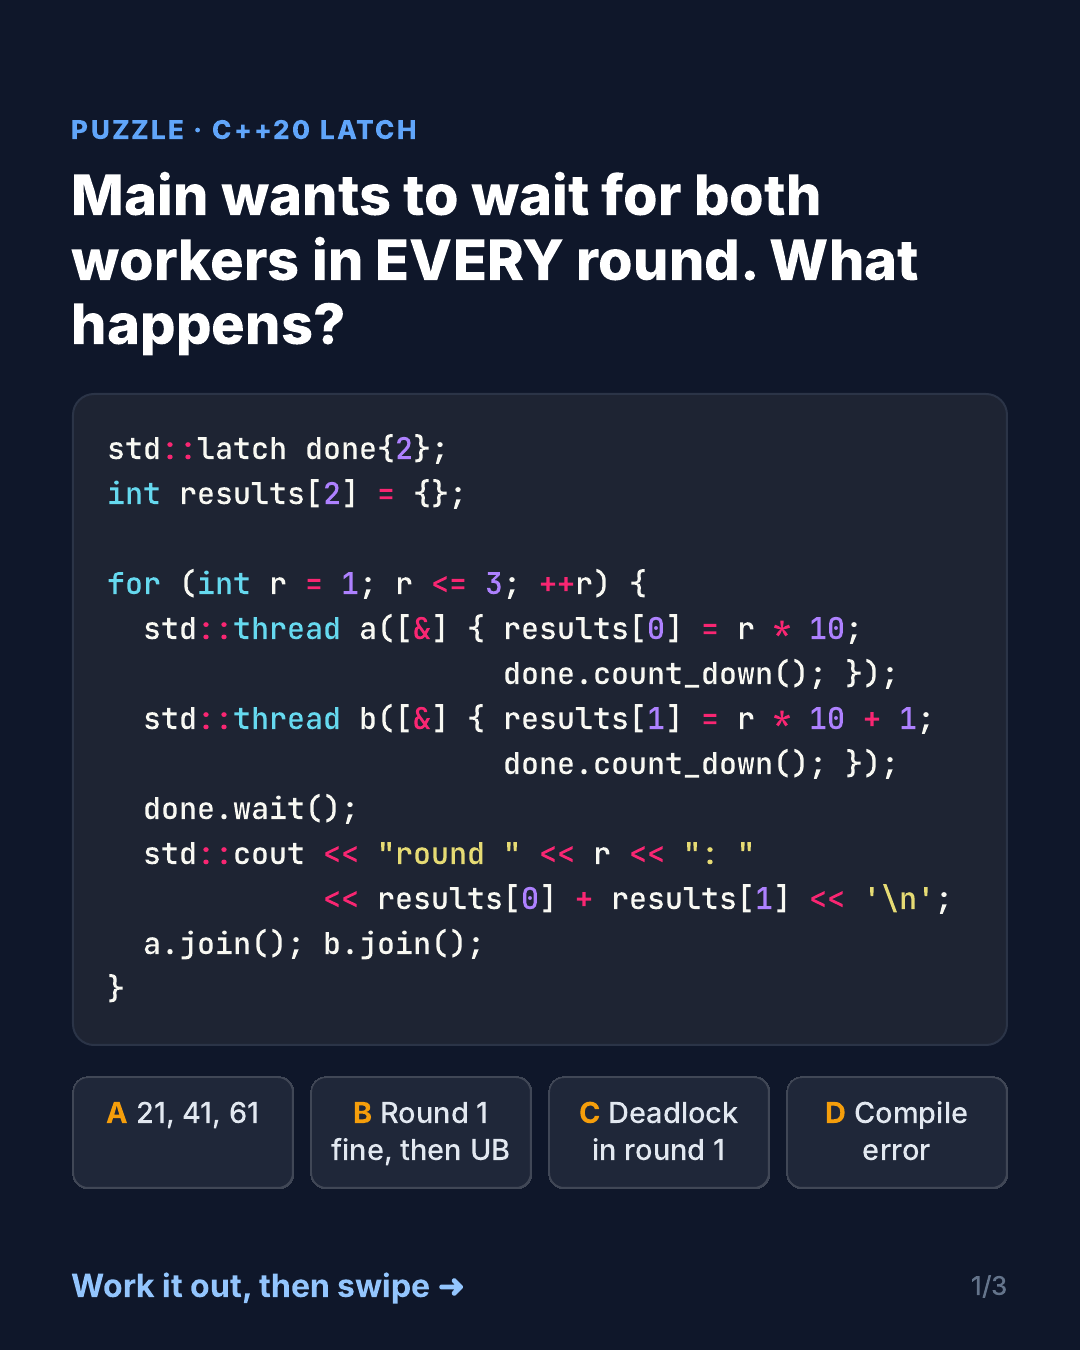 PUZZLE · C++20 LATCH
Main wants to wait for both
workers in EVERY round. What
happens?
std::latch done{2};
int results[2] = {};
for (int r = 1; r <= 3; ++r) {
  std::thread a([&] { results[0] = r * 10;
                      done.count_down(); });
  std::thread b([&] { results[1] = r * 10 + 1;
                      done.count_down(); });
  done.wait();
  std::cout << "round " << r << ": "
            << results[0] + results[1] << '\n';
  a.join(); b.join();
}
A 21, 41, 61
B Round 1
fine, then UB
C Deadlock
in round 1
D Compile
error
Work it out, then swipe →
1/3